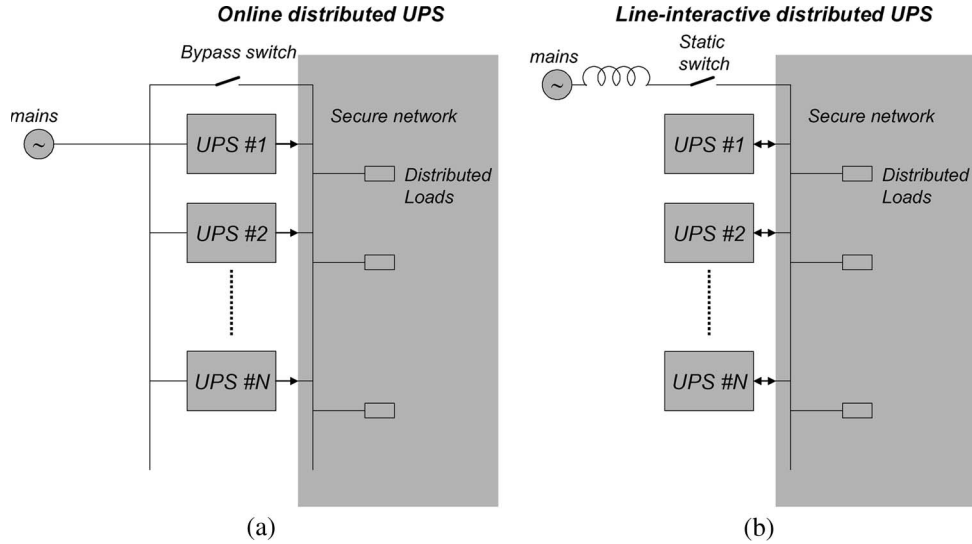 Online distributed UPS
Bypass switch
mains
~
UPS #1
UPS #2
UPS #N
Secure network
Distributed
Loads
(a)
Line-interactive distributed UPS
mains
~
Static
switch
UPS #1
UPS #2
UPS #N
Secure network
Distributed
Loads
(b)